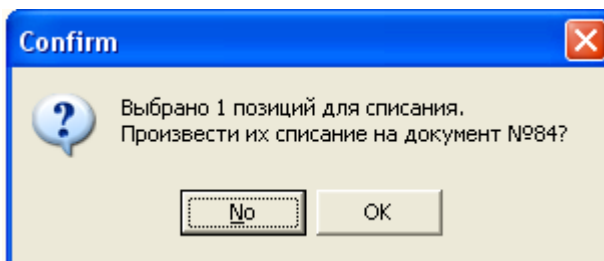 Confirm
Выбрано 1 позиций для списания.
Произвести их списание на документ №84?
No
OK